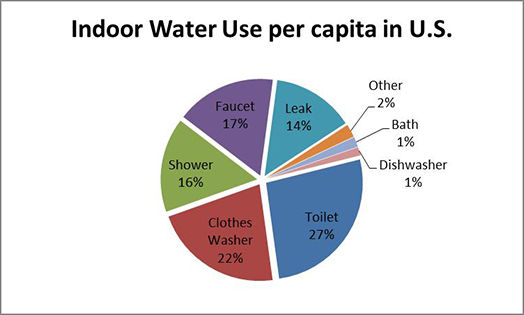 Indoor Water Use per capita in U.S.
Other
2%
Bath
1%
Dishwasher
1%
Toilet
27%
Clothes
Washer
22%
Shower
16%
Faucet
17%
Leak
14%